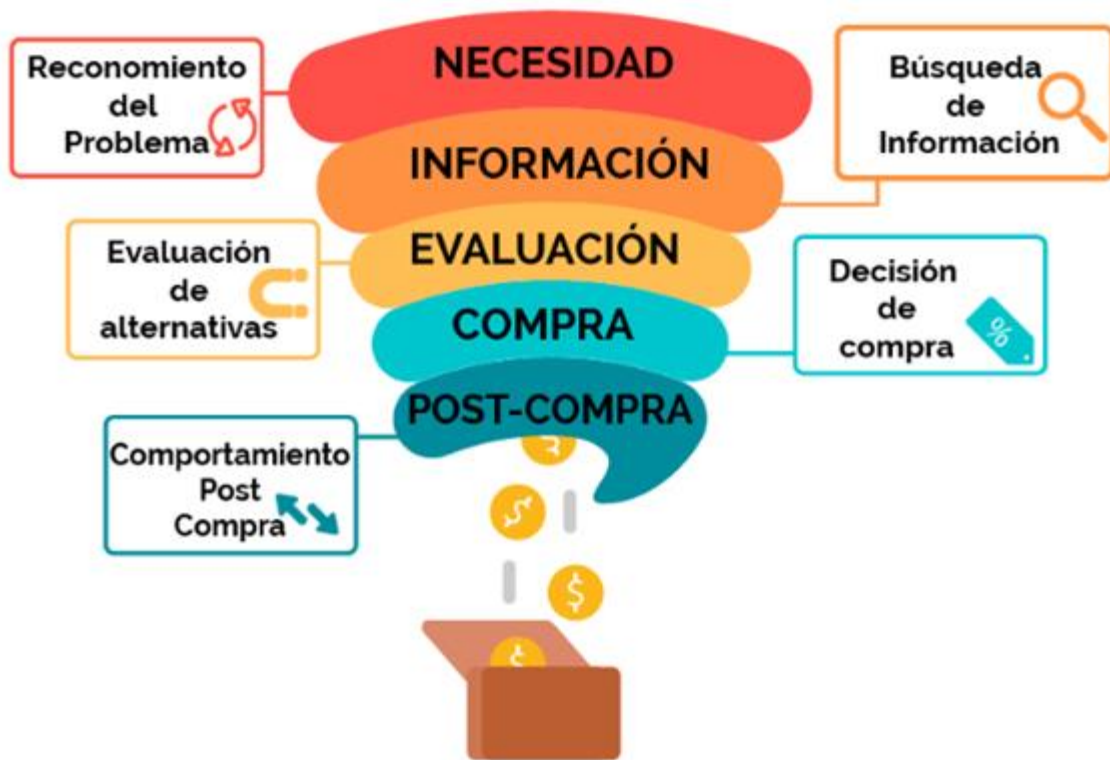 NECESIDAD
Reconomiento
del
Problema
INFORMACIÓN
Búsqueda
de
Información
EVALUACIÓN
Evaluación
de
alternativas
COMPRA
Decisión
de
compra
%
POST-COMPRA
Comportamiento
Post
Compra
$
$
$
$